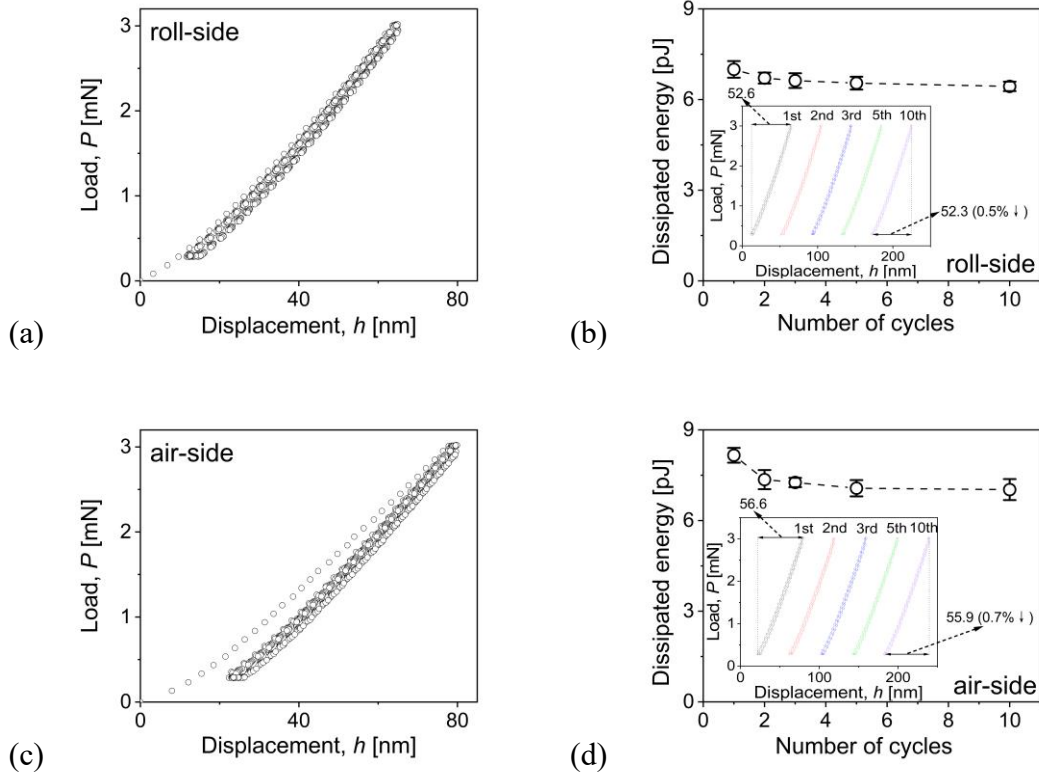 roll-side
3
2
1
0
Load, P [mN]
0 40 80
Displacement, h [nm]
(a)
9
6
3
0
Dissipated energy [pJ]
52.6
1st 2nd 3rd 5th 10th
3
2
1
0
Load, P [mN]
0 100 200
Displacement, h [nm]
52.3 (0.5% ↓ )
roll-side
0 2 4 6 8 10
Number of cycles
(b)
air-side
3
2
1
0
Load, P [mN]
0 40 80
Displacement, h [nm]
(c)
9
6
3
0
Dissipated energy [pJ]
56.6
1st 2nd 3rd 5th 10th
4
3
2
1
0
Load, P [mN]
0 100 200
Displacement, h [nm]
55.9 (0.7% ↓ )
air-side
0 2 4 6 8 10
Number of cycles
(d)